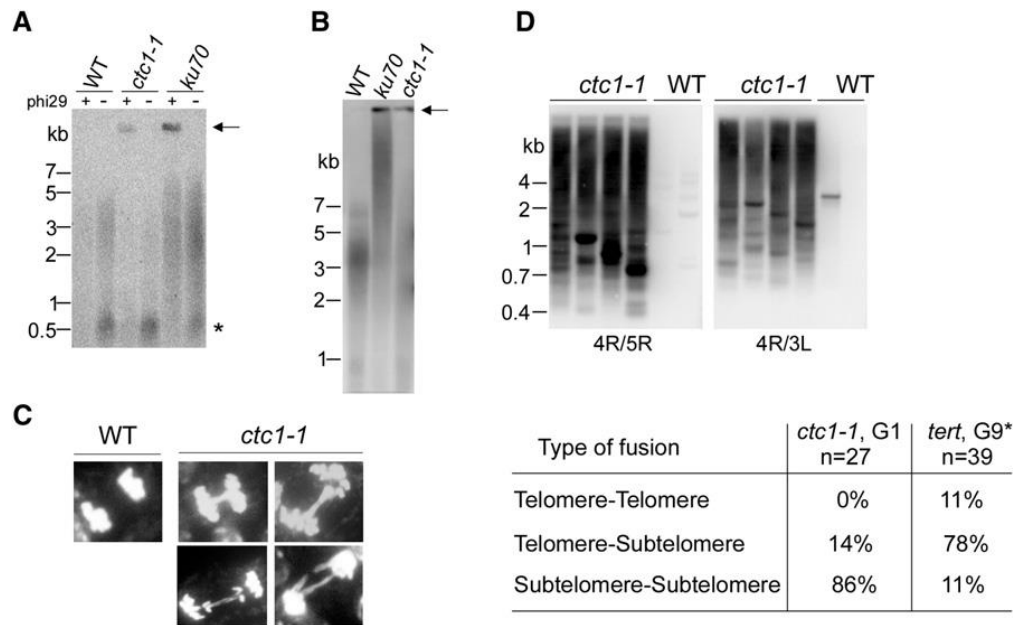 A
WT
ctc1-1
ku70
phi29 + - + - + -
kb
7
5
3
2
1
0.5
*
B
WT
ku70
ctc1-1
kb
7
5
3
2
1
C
WT
ctc1-1
D
ctc1-1 WT ctc1-1 WT
kb
4
2
1
0.7
0.4
4R/5R 4R/3L
Type of fusion ctc1-1, G1 n=27 tert, G9* n=39
Telomere-Telomere 0% 11%
Telomere-Subtelomere 14% 78%
Subtelomere-Subtelomere 86% 11%